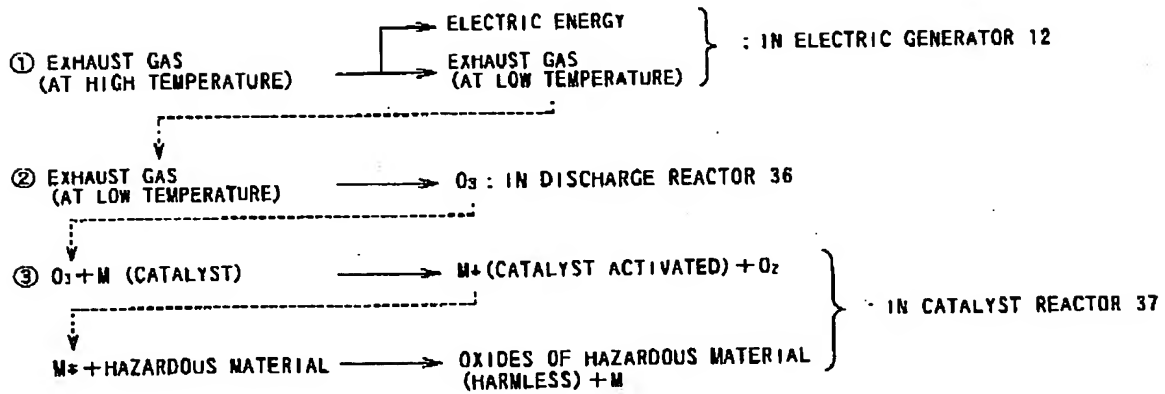 ELECTRIC ENERGY
① EXHAUST GAS
(AT HIGH TEMPERATURE)
EXHAUST GAS
(AT LOW TEMPERATURE)
: IN ELECTRIC GENERATOR 12
② EXHAUST GAS
(AT LOW TEMPERATURE)
O₃ : IN DISCHARGE REACTOR 36
③ O₃+M (CATALYST)
M* (CATALYST ACTIVATED)+O₂
M*+HAZARDOUS MATERIAL
OXIDES OF HAZARDOUS MATERIAL
(HARMLESS)+M
: IN CATALYST REACTOR 37